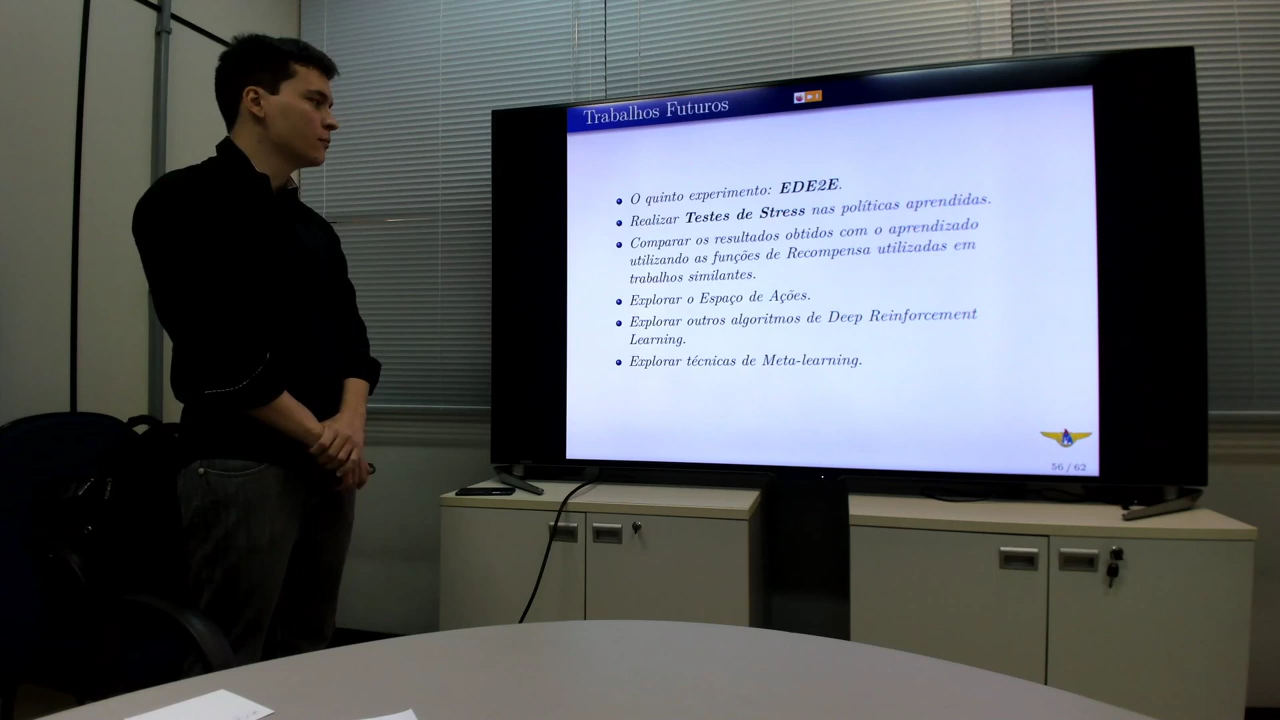 Trabalhos Futuros
O quinto experimento: EDE2E.
Realizar Testes de Stress nas políticas aprendidas.
Comparar os resultados obtidos com o aprendizado
utilizando as funções de Recompensa utilizadas em
trabalhos similantes.
Explorar o Espaço de Ações.
Explorar outros algoritmos de Deep Reinforcement
Learning.
Explorar técnicas de Meta-learning.
56 / 62